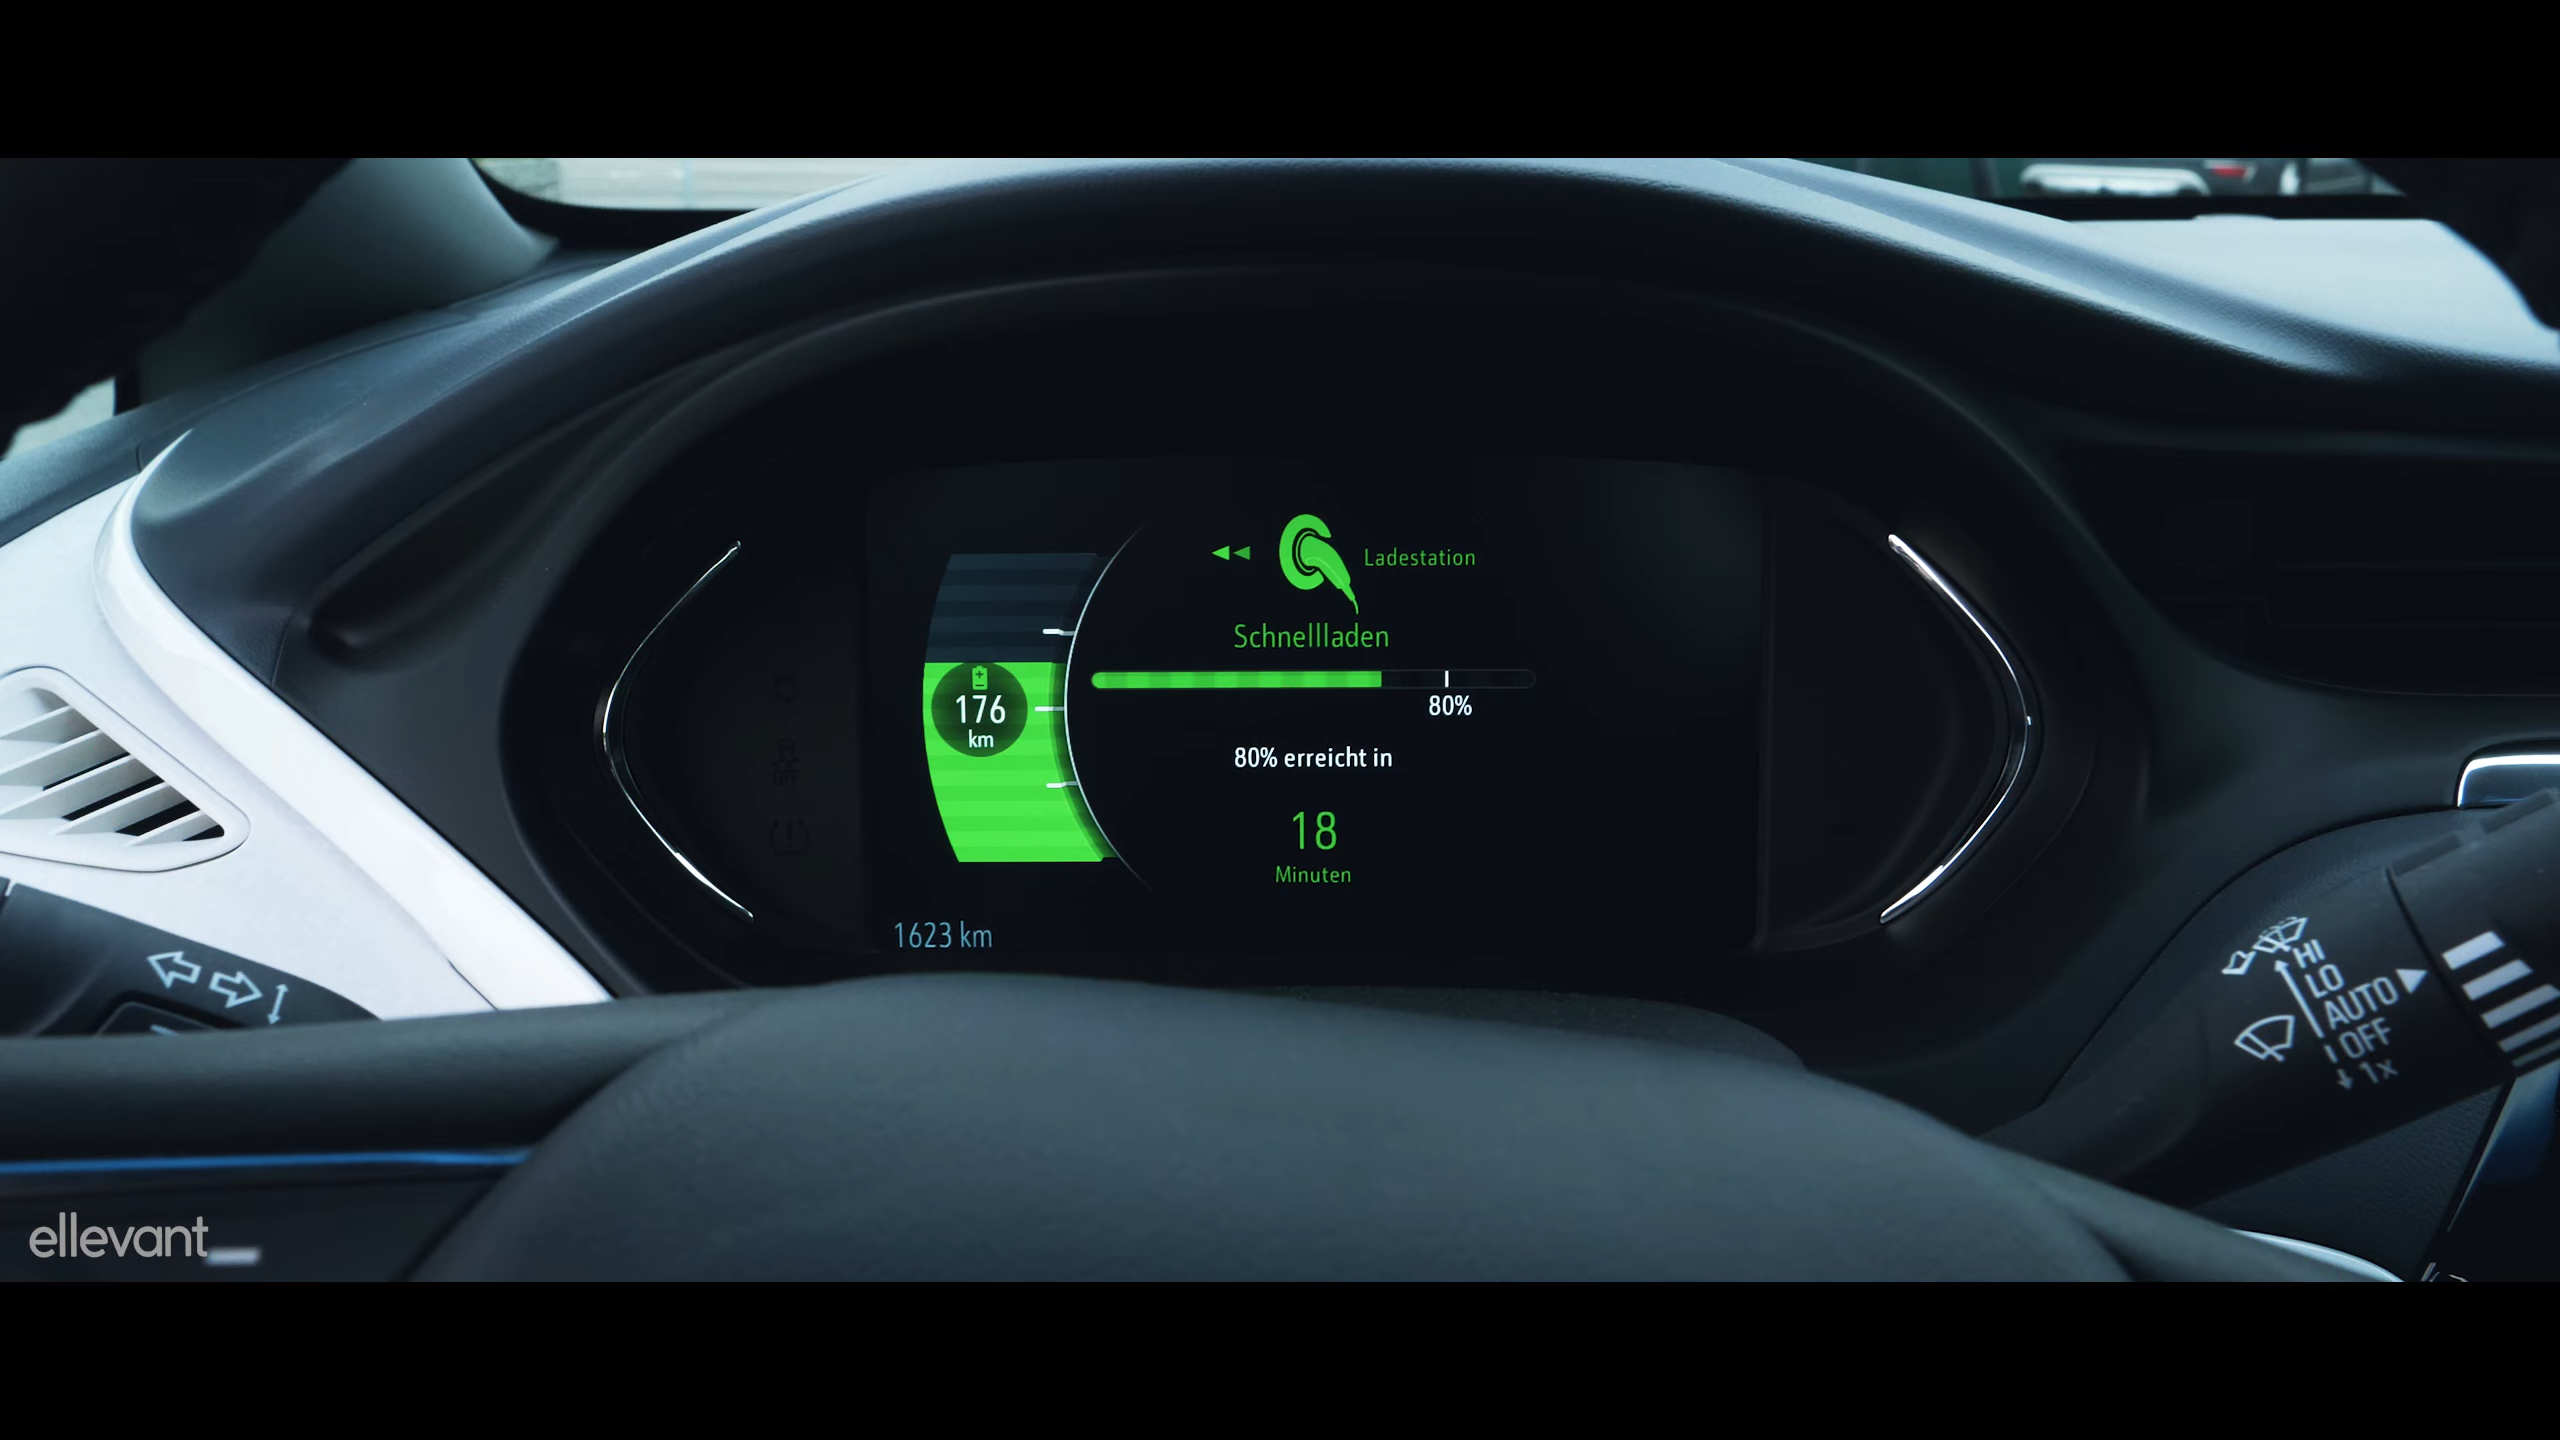 Ladestation
Schnellladen
80%
176
km
80% erreicht in
18
Minuten
1623 km
HI
LO
AUTO
OFF
1x
ellevant